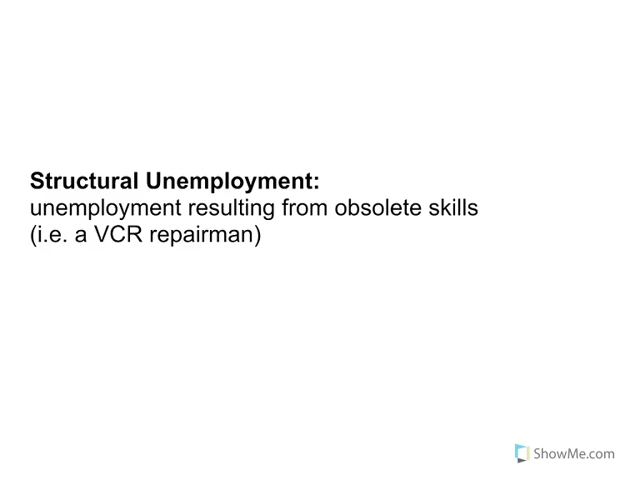 Structural Unemployment:
unemployment resulting from obsolete skills
(i.e. a VCR repairman)
ShowMe.com